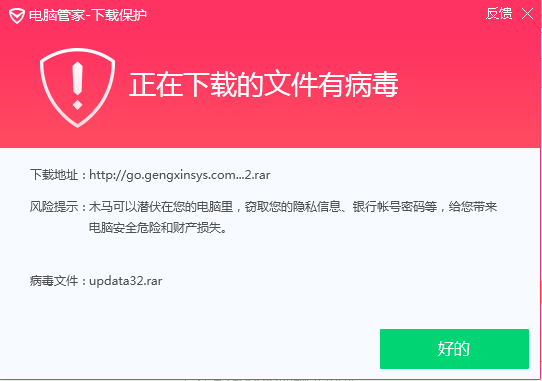 电脑管家-下载保护
反馈
正在下载的文件有病毒
下载地址：http://go.gengxinsys.com...2.rar
风险提示：木马可以潜伏在您的电脑里，窃取您的隐私信息、银行帐号密码等，给您带来
电脑安全危险和财产损失。
病毒文件：updata32.rar
好的